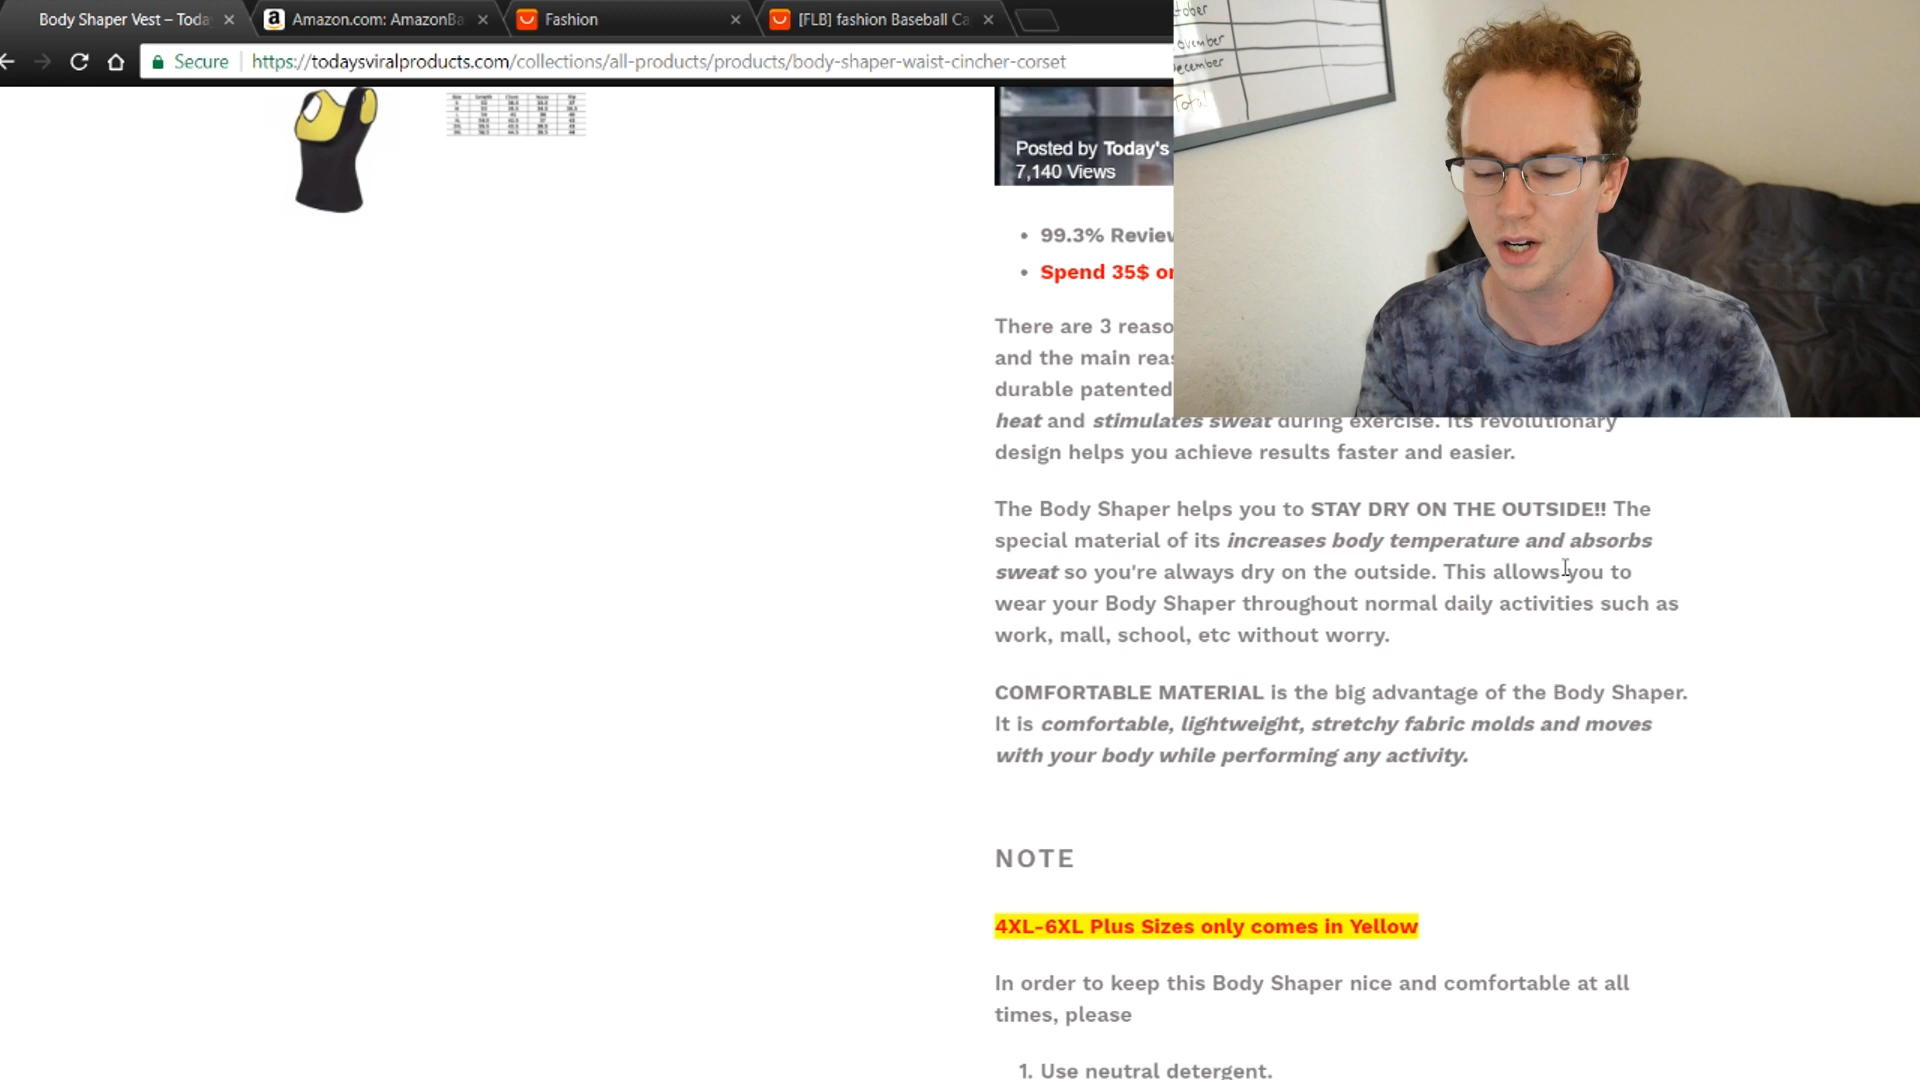 Body Shaper Vest – Toda
Amazon.com: AmazonBa
Fashion
[FLB] fashion Baseball Ca
Secure
https://todaysviralproducts.com/collections/all-products/products/body-shaper-waist-cincher-corset
tober
ovember
ecember
Total
Posted by Today's
7,140 Views
• 99.3% Review
• Spend 35$ or
There are 3 reaso
and the main reas
durable patented
heat and stimulates sweat during exercise. Its revolutionary
design helps you achieve results faster and easier.
The Body Shaper helps you to STAY DRY ON THE OUTSIDE!! The
special material of its increases body temperature and absorbs
sweat so you're always dry on the outside. This allows you to
wear your Body Shaper throughout normal daily activities such as
work, mall, school, etc without worry.
COMFORTABLE MATERIAL is the big advantage of the Body Shaper.
It is comfortable, lightweight, stretchy fabric molds and moves
with your body while performing any activity.
NOTE
4XL-6XL Plus Sizes only comes in Yellow
In order to keep this Body Shaper nice and comfortable at all
times, please
1. Use neutral detergent.